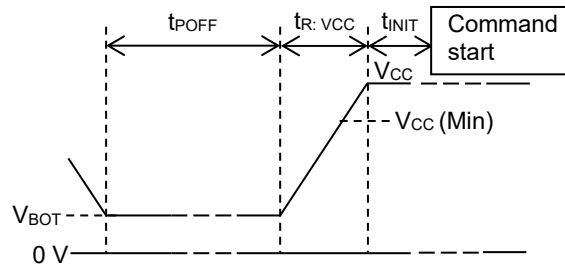 tPOFF
tR: VCC
tINIT
Command
start
VCC
VCC (Min)
VBOT
0 V